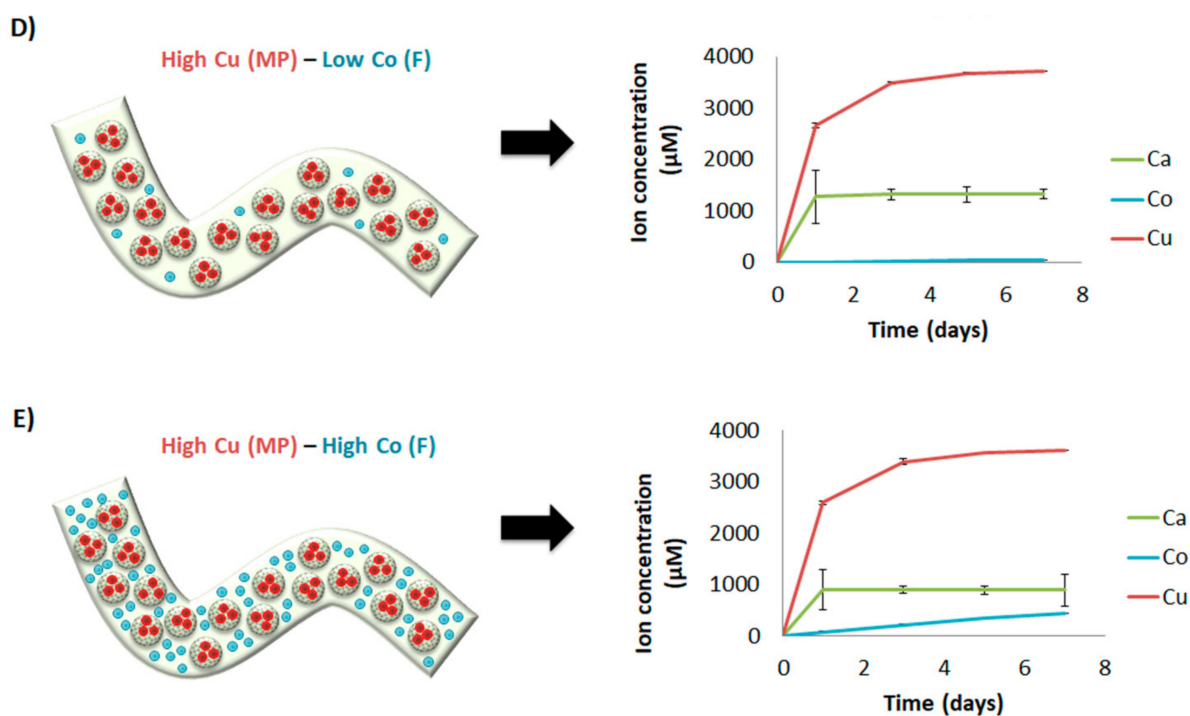 D)
High Cu (MP) – Low Co (F)
Ion concentration
(µM)
4000
3000
2000
1000
0
0 2 4 6 8
Time (days)
Ca
Co
Cu
E)
High Cu (MP) – High Co (F)
Ion concentration
(µM)
4000
3000
2000
1000
0
0 2 4 6 8
Time (days)
Ca
Co
Cu